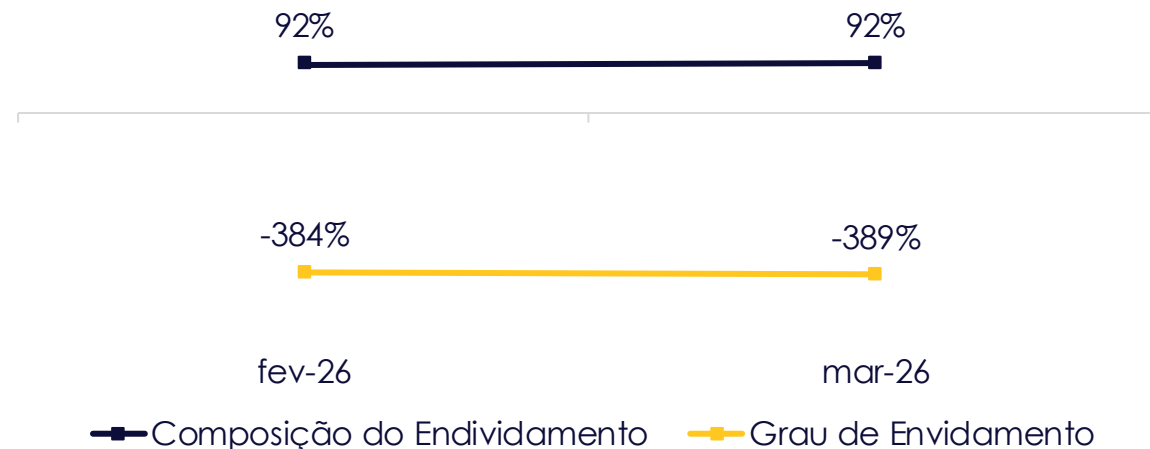 92% 92%
-384% -389%
fev-26 mar-26
Composição do Endividamento Grau de Envidamento